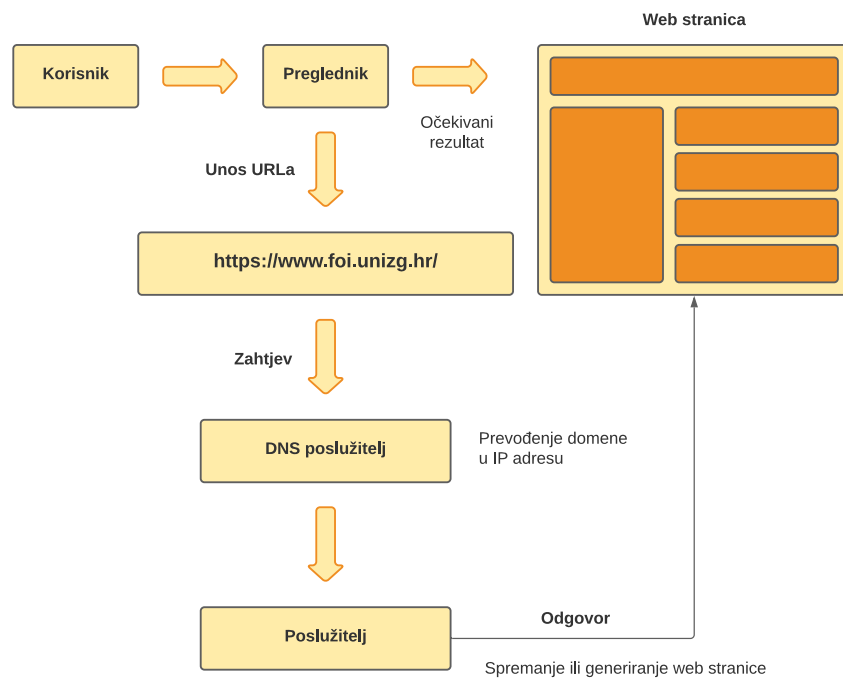 Web stranica
Korisnik
Preglednik
Očekivani
rezultat
Unos URLa
https://www.foi.unizg.hr/
Zahtjev
DNS poslužitelj
Prevođenje domene
u IP adresu
Poslužitelj
Odgovor
Spremanje ili generiranje web stranice